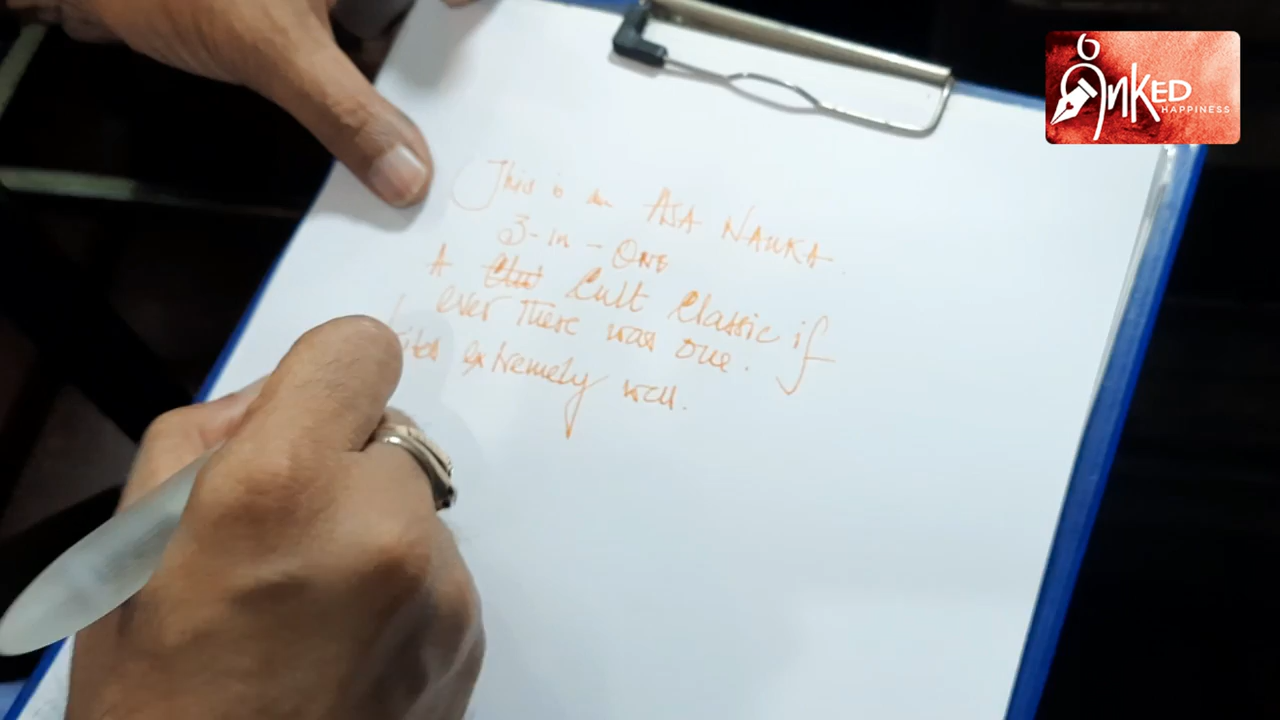 This is an ASA NAUKA.
3-in-ONE
A Cult Classic if
ever there was one.
extremely well.
INKED
HAPPINESS